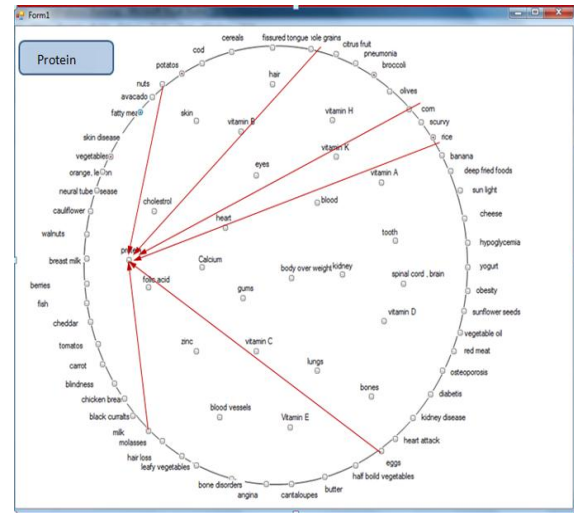 Form1
Protein
fissured tongue
ole grains
cereals
citrus fruit
cod
pneumonia
potatos
broccoli
nuts
hair
olives
avacado
corn
fatty mea
skin
vitamin B
vitamin H
scurvy
rice
skin disease
vitamin K
banana
vegetables
eyes
deep fried foods
orange, le on
vitamin A
neural tube sease
sun light
cholestrol
blood
cauliflower
cheese
heart
walnuts
tooth
hypoglycemia
breast milk
Calcium
body over weight
kidney
yogurt
folic acid
spinal cord , brain
berries
gums
obesity
fish
vitamin D
sunflower seeds
cheddar
vegetable oil
tomatos
zinc
vitamin C
red meat
carrot
lungs
osteoporosis
blindness
bones
diabetis
chicken brea
blood vessels
black curralts
Vitamin E
kidney disease
milk
molasses
heart attack
hair loss
eggs
leafy vegetables
half boild vegetables
bone disorders
butter
angina
cantaloupes